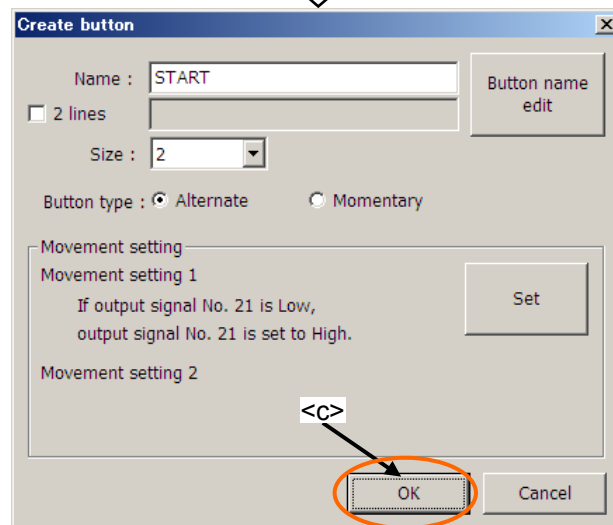 Create button
Name : START
Button name
edit
2 lines
Size : 2
Button type : Alternate Momentary
Movement setting
Movement setting 1
If output signal No. 21 is Low,
output signal No. 21 is set to High.
Set
Movement setting 2
<c>
OK Cancel